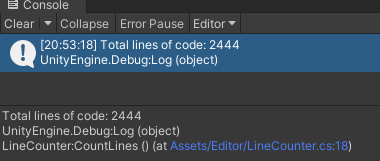 Console
Clear Collapse Error Pause Editor
[20:53:18] Total lines of code: 2444
UnityEngine.Debug:Log (object)
Total lines of code: 2444
UnityEngine.Debug:Log (object)
LineCounter:CountLines () (at Assets/Editor/LineCounter.cs:18)